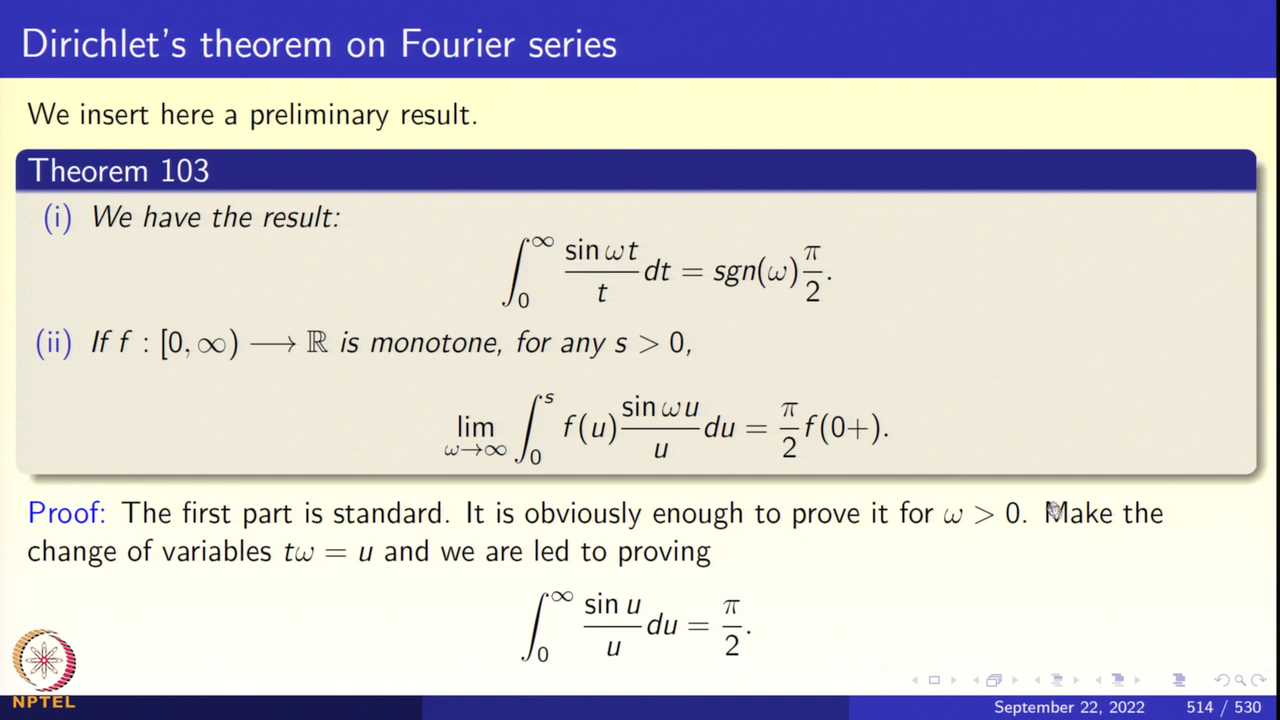 Dirichlet's theorem on Fourier series
We insert here a preliminary result.
Theorem 103
(i) We have the result:
∫₀^∞ (sin ωt / t) dt = sgn(ω) π/2.
(ii) If f : [0, ∞) ⟶ ℝ is monotone, for any s > 0,
lim_{ω→∞} ∫₀^s f(u) (sin ωu / u) du = π/2 f(0+).
Proof: The first part is standard. It is obviously enough to prove it for ω > 0. Make the
change of variables tω = u and we are led to proving
∫₀^∞ (sin u / u) du = π/2.
NPTEL
September 22, 2022 514 / 530